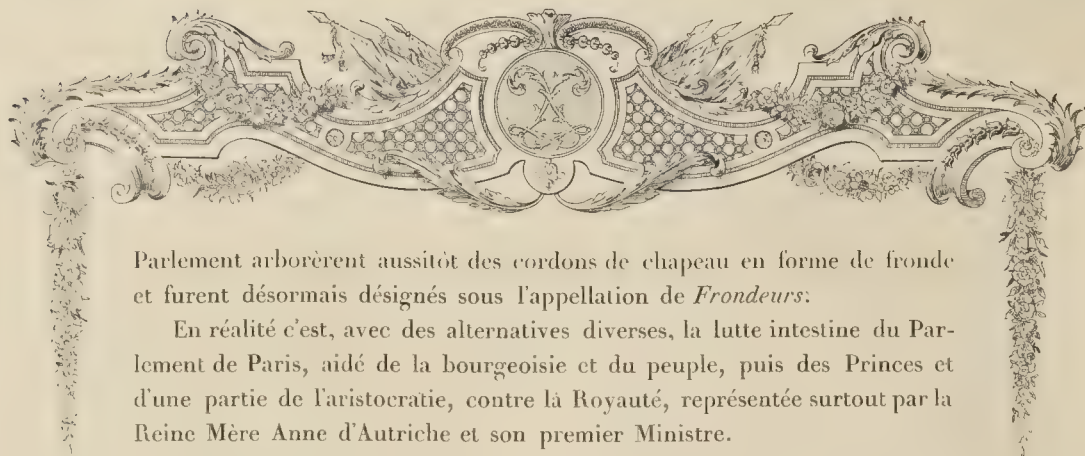 Parlement arborèrent aussitôt des cordons de chapeau en forme de fronde
et furent désormais désignés sous l'appellation de Frondeurs.
En réalité c'est, avec des alternatives diverses, la lutte intestine du Par-
lement de Paris, aidé de la bourgeoisie et du peuple, puis des Princes et
d'une partie de l'aristocratie, contre la Royauté, représentée surtout par la
Reine Mère Anne d'Autriche et son premier Ministre.